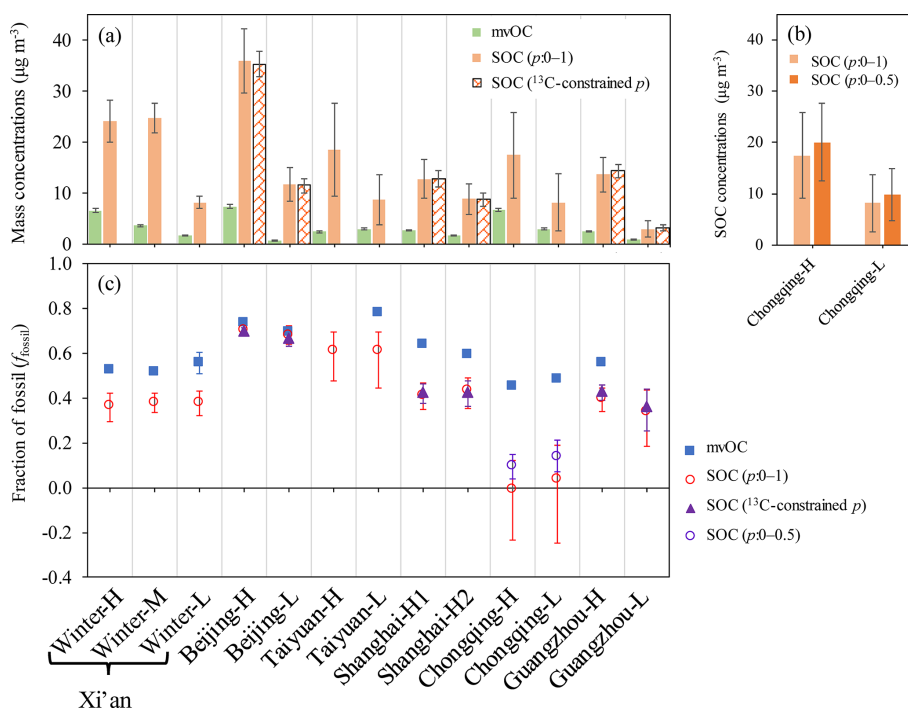 (a)
mvOC
SOC (p:0–1)
SOC (¹³C-constrained p)
Mass concentrations (µg m⁻³)
40
30
20
10
0
(b)
SOC (p:0–1)
SOC (p:0–0.5)
SOC concentrations (µg m⁻³)
40
30
20
10
0
Chongqing-H
Chongqing-L
(c)
Fraction of fossil (f_fossil)
1.0
0.8
0.6
0.4
0.2
0.0
-0.2
-0.4
mvOC
SOC (p:0–1)
SOC (¹³C-constrained p)
SOC (p:0–0.5)
Winter-H
Winter-M
Winter-L
Beijing-H
Beijing-L
Taiyuan-H
Taiyuan-L
Shanghai-H1
Shanghai-H2
Chongqing-H
Chongqing-L
Guangzhou-H
Guangzhou-L
Xi’an